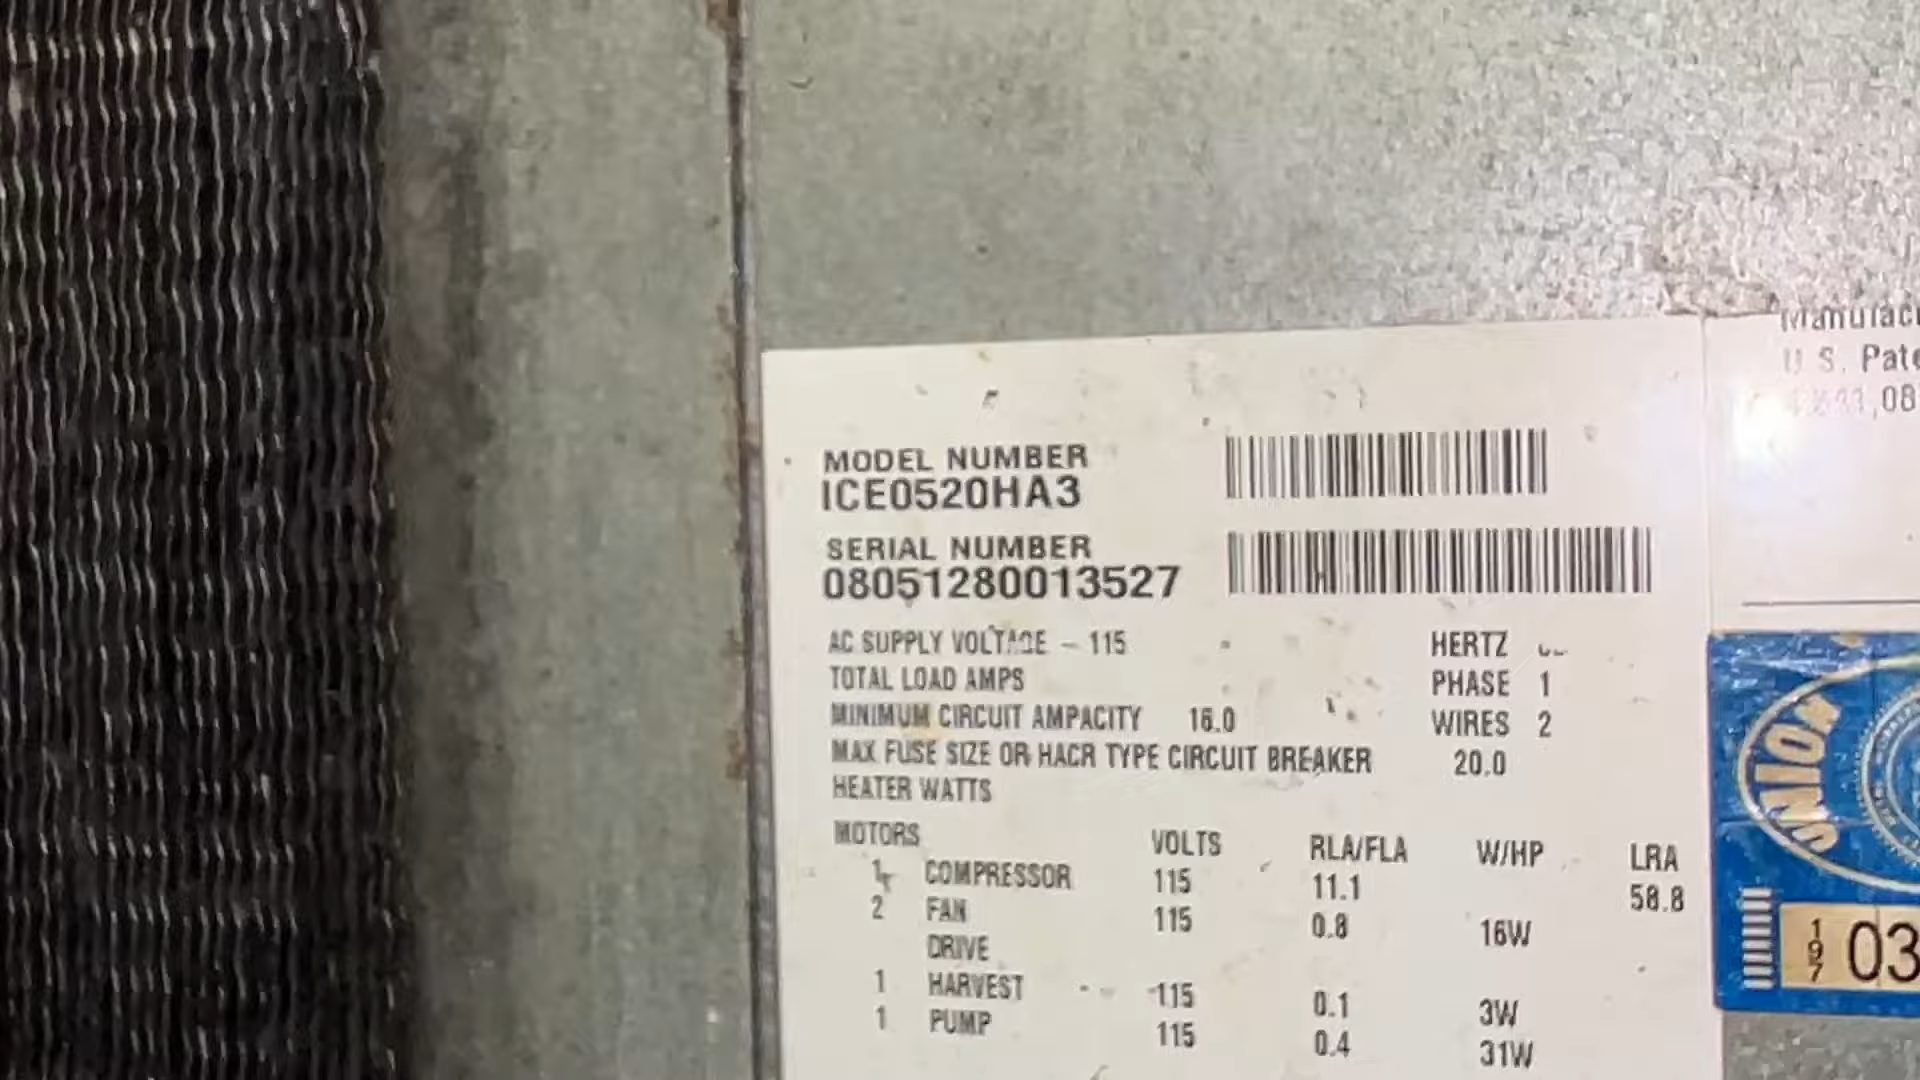 MODEL NUMBER
ICE0520HA3
SERIAL NUMBER
08051280013527
AC SUPPLY VOLTAGE – 115 HERTZ
TOTAL LOAD AMPS PHASE 1
MINIMUM CIRCUIT AMPACITY 16.0 WIRES 2
MAX FUSE SIZE OR HACR TYPE CIRCUIT BREAKER 20.0
HEATER WATTS
MOTORS VOLTS RLA/FLA W/HP LRA
1 COMPRESSOR 115 11.1 58.8
2 FAN 115 0.8 16W
DRIVE
1 HARVEST 115 0.1 3W
1 PUMP 115 0.4 31W
U.S.
,08
UNION
197 03